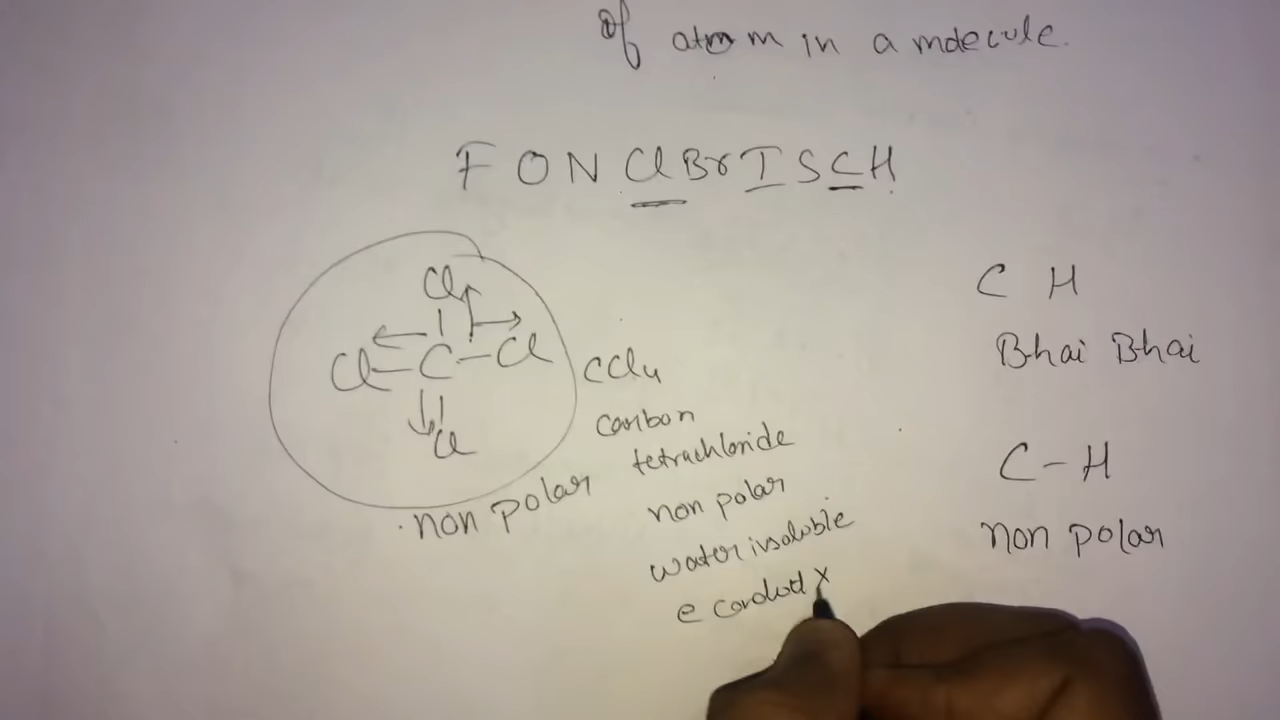 of atom in a molecule.
F O N Cl Br I S C H
Cl
Cl-C-Cl
Cl
non polar
CCl4
carbon
tetrachloride
non polar
water insoluble
e conduct x
C H
Bhai Bhai
C-H
non polar